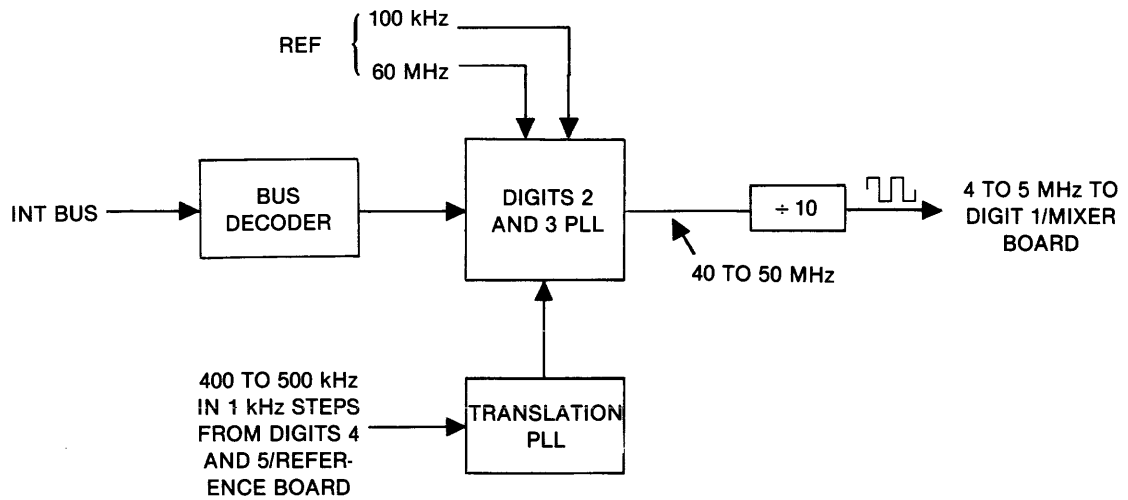 REF
100 kHz
60 MHz
INT BUS
BUS
DECODER
DIGITS 2
AND 3 PLL
÷ 10
4 TO 5 MHz TO
DIGIT 1/MIXER
BOARD
40 TO 50 MHz
400 TO 500 kHz
IN 1 kHz STEPS
FROM DIGITS 4
AND 5/REFER-
ENCE BOARD
TRANSLATION
PLL